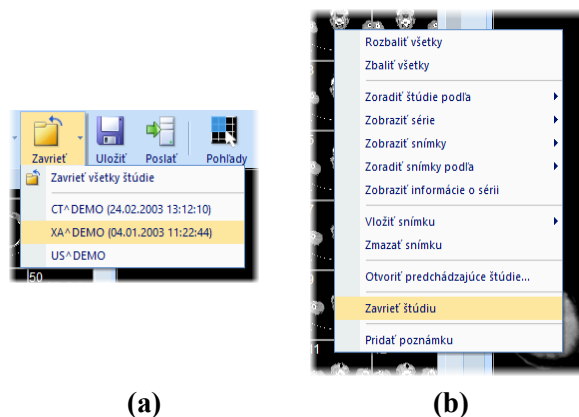 Zavrieť Uložiť Poslať Pohľady
Zavrieť všetky štúdie
CT^DEMO (24.02.2003 13:12:10)
XA^DEMO (04.01.2003 11:22:44)
US^DEMO
50
(a)
Rozbaliť všetky
Zbaliť všetky
Zoradiť štúdie podľa
Zobraziť série
Zobraziť snímky
Zoradiť snímky podľa
Zobraziť informácie o sérii
Vložiť snímku
Zmazať snímku
Otvoriť predchádzajúce štúdie...
Zavrieť štúdiu
Pridať poznámku
11
(b)